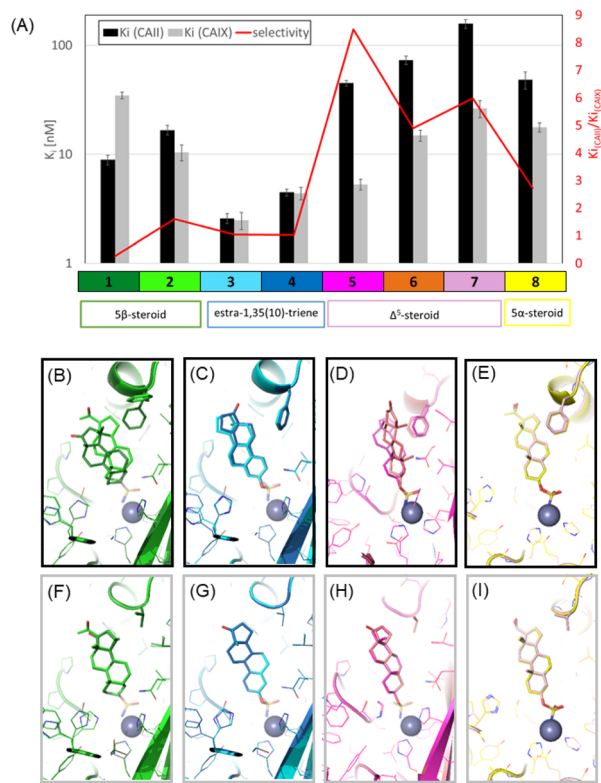 (A)
Ki (CAII) Ki (CAIX) selectivity
Ki [nM]
100
10
1
9
8
7
6
5
4
3
2
1
0
Ki(CAII)/Ki(CAIX)
1 2 3 4 5 6 7 8
5β-steroid estra-1,35(10)-triene Δ⁵-steroid 5α-steroid
(B) (C) (D) (E)
(F) (G) (H) (I)